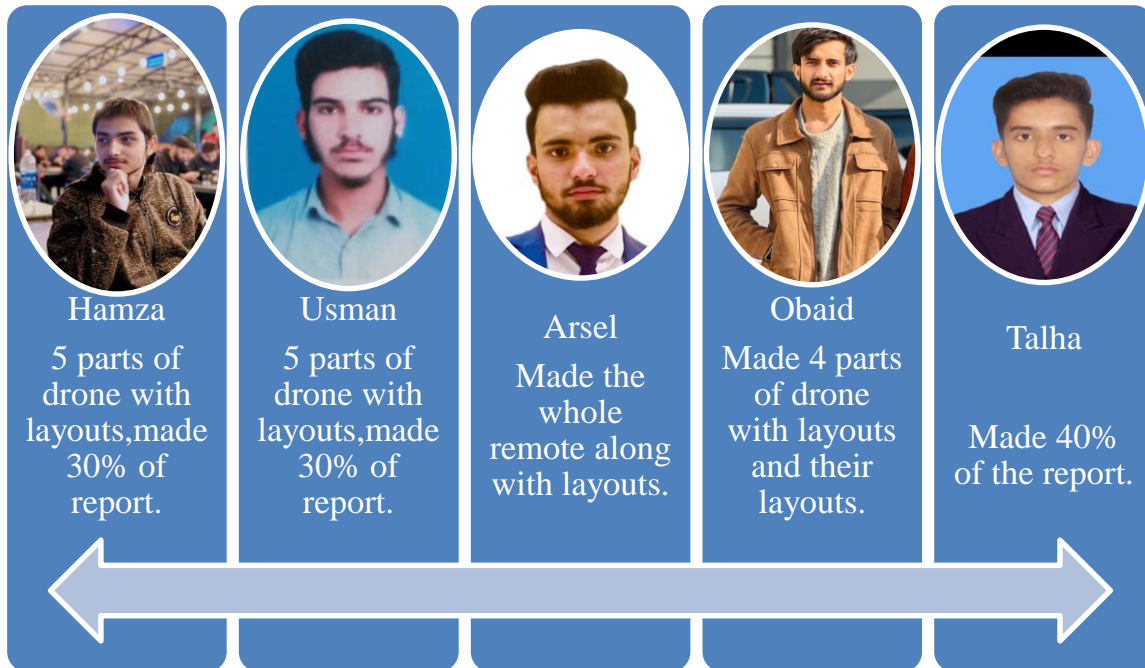 Hamza
5 parts of
drone with
layouts,made
30% of
report.
Usman
5 parts of
drone with
layouts,made
30% of
report.
Arsel
Made the
whole
remote along
with layouts.
Obaid
Made 4 parts
of drone
with layouts
and their
layouts.
Talha
Made 40%
of the report.